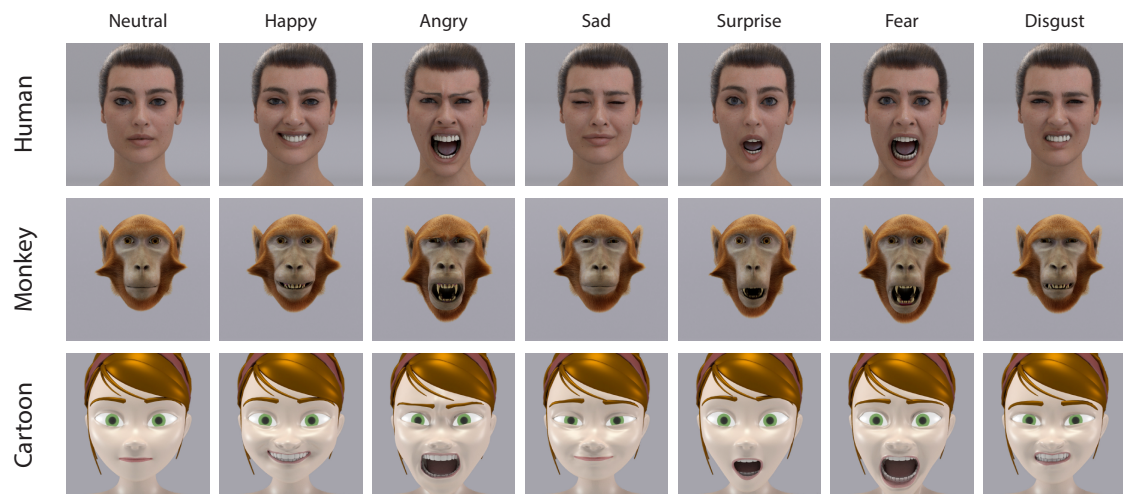 Neutral
Happy
Angry
Sad
Surprise
Fear
Disgust
Human
Monkey
Cartoon